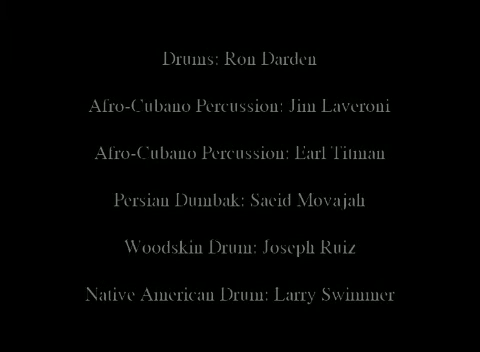 Drums: Ron Darden
Afro-Cubano Percussion: Jim Laveroni
Afro-Cubano Percussion: Earl Titman
Persian Dumbak: Saeid Movajah
Woodskin Drum: Joseph Ruiz
Native American Drum: Larry Swimmer